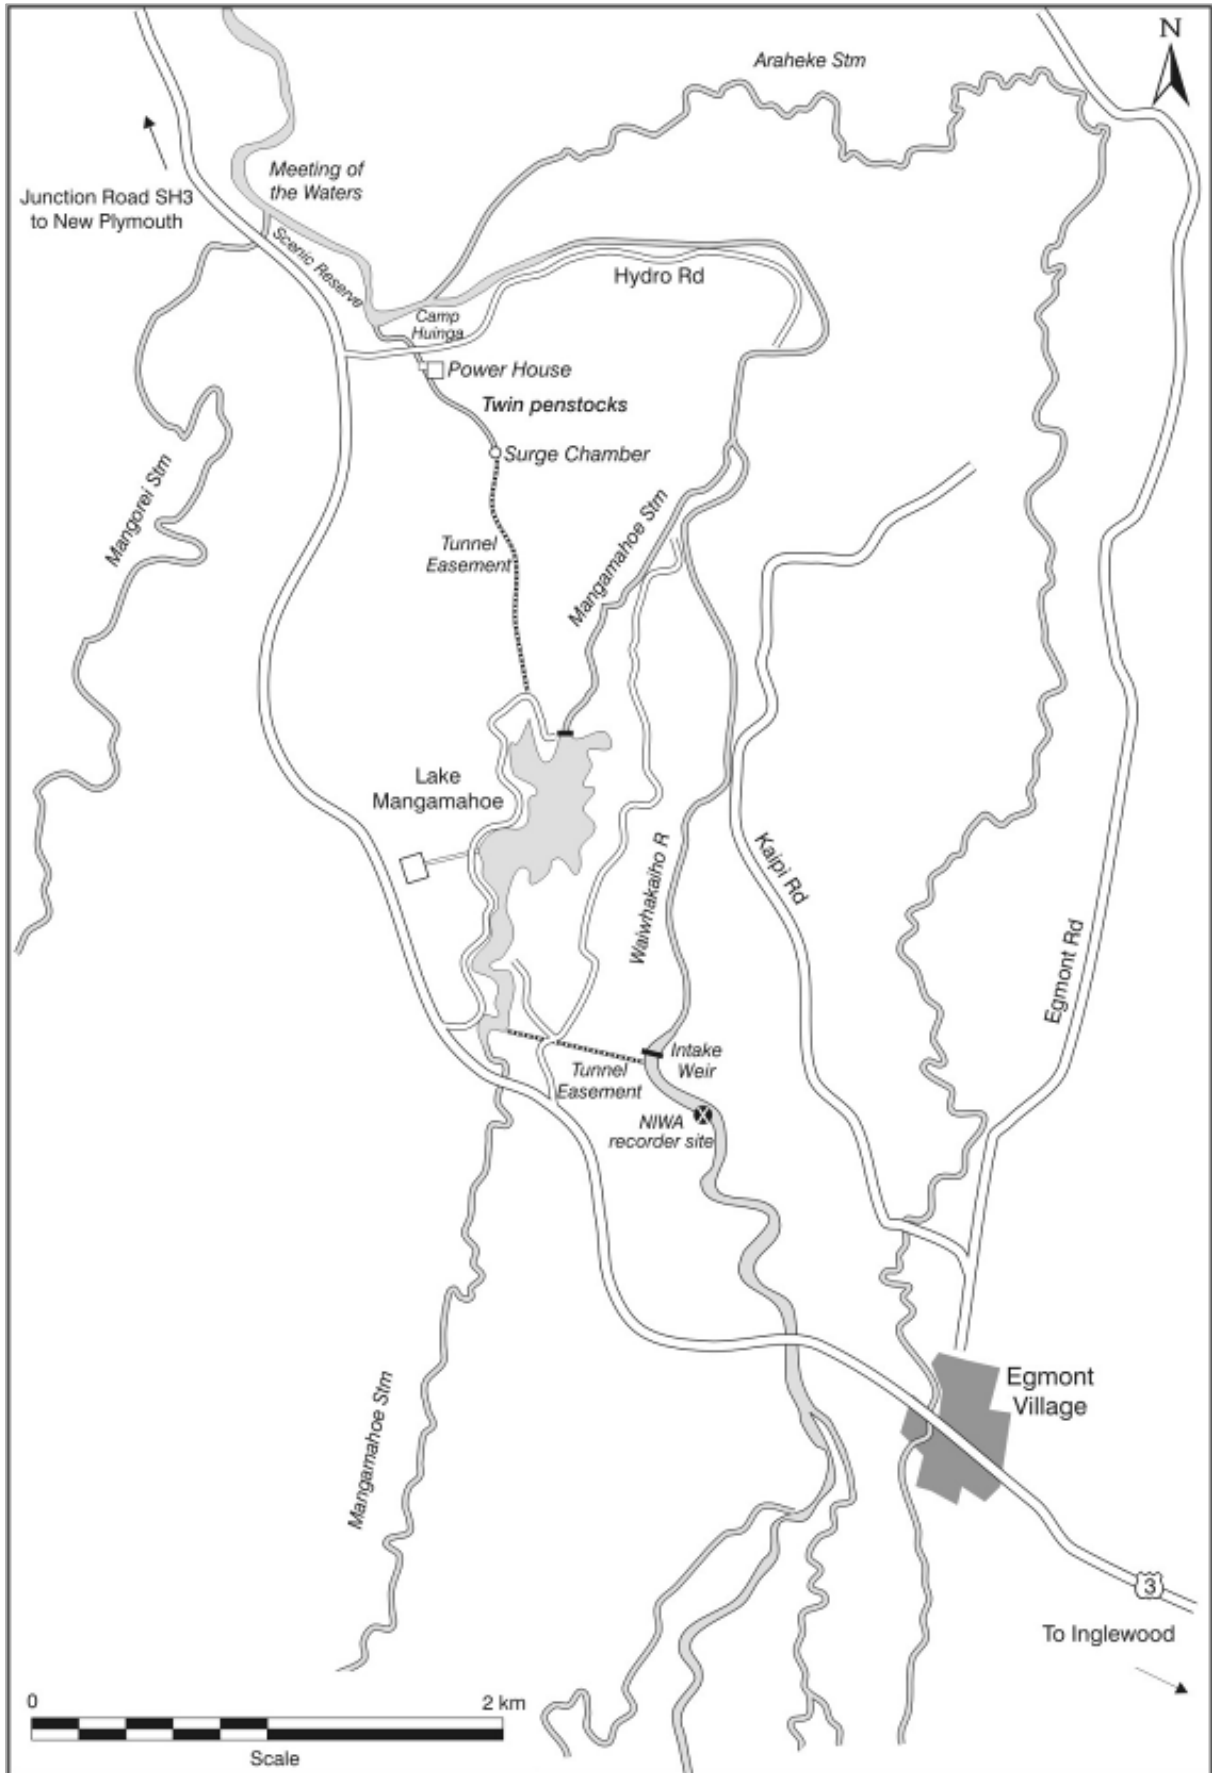 N
Araheke Stm
Meeting of
the Waters
Junction Road SH3
to New Plymouth
Scenic Reserve
Hydro Rd
Camp
Huinga
Power House
Twin penstocks
Surge Chamber
Mangorei Stm
Tunnel
Easement
Mangamahoe Stm
Lake
Mangamahoe
Kaipi Rd
Waiwhakaiho R
Egmont Rd
Intake
Weir
Tunnel
Easement
NIWA
recorder site
Egmont
Village
Mangamahoe Stm
3
To Inglewood
0
2 km
Scale